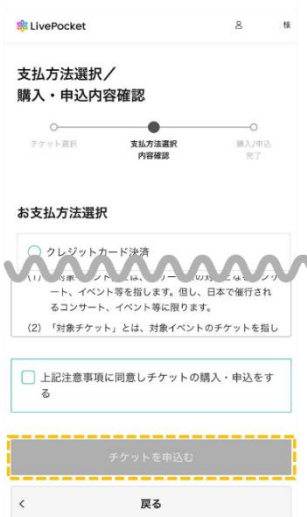 LivePocket
様
支払方法選択／
購入・申込内容確認
チケット選択
支払方法選択
内容確認
購入/申込
完了
お支払方法選択
クレジットカード決済
ート、イベント等を指します。但し、日本で催行され
るコンサート、イベント等に限ります。
(2) 「対象チケット」とは、対象イベントのチケットを指し
上記注意事項に同意しチケットの購入・申込をす
る
チケットを申込む
戻る